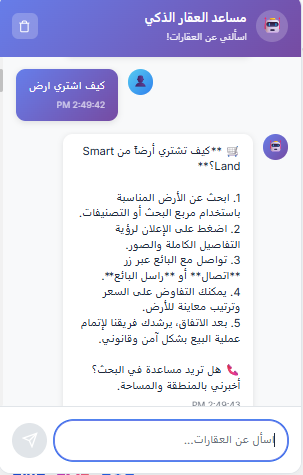 مساعد العقار الذكي
اسألني عن العقارات!
كيف اشتري ارض
2:49:42 PM
🛒 **كيف تشتري أرضاً من Smart
Land؟**
1. ابحث عن الأرض المناسبة
باستخدام مربع البحث أو التصنيفات.
2. اضغط على الإعلان لرؤية
التفاصيل الكاملة والصور.
3. تواصل مع البائع عبر زر
**اتصال** أو **راسل البائع**.
4. يمكنك التفاوض على السعر
وترتيب معاينة للأرض.
5. بعد الاتفاق، يرشدك فريقنا لإتمام
عملية البيع بشكل آمن وقانوني.
📞 هل تريد مساعدة في البحث؟
أخبرني بالمنطقة والمساحة.
2:49:43 PM
اسأل عن العقارات...